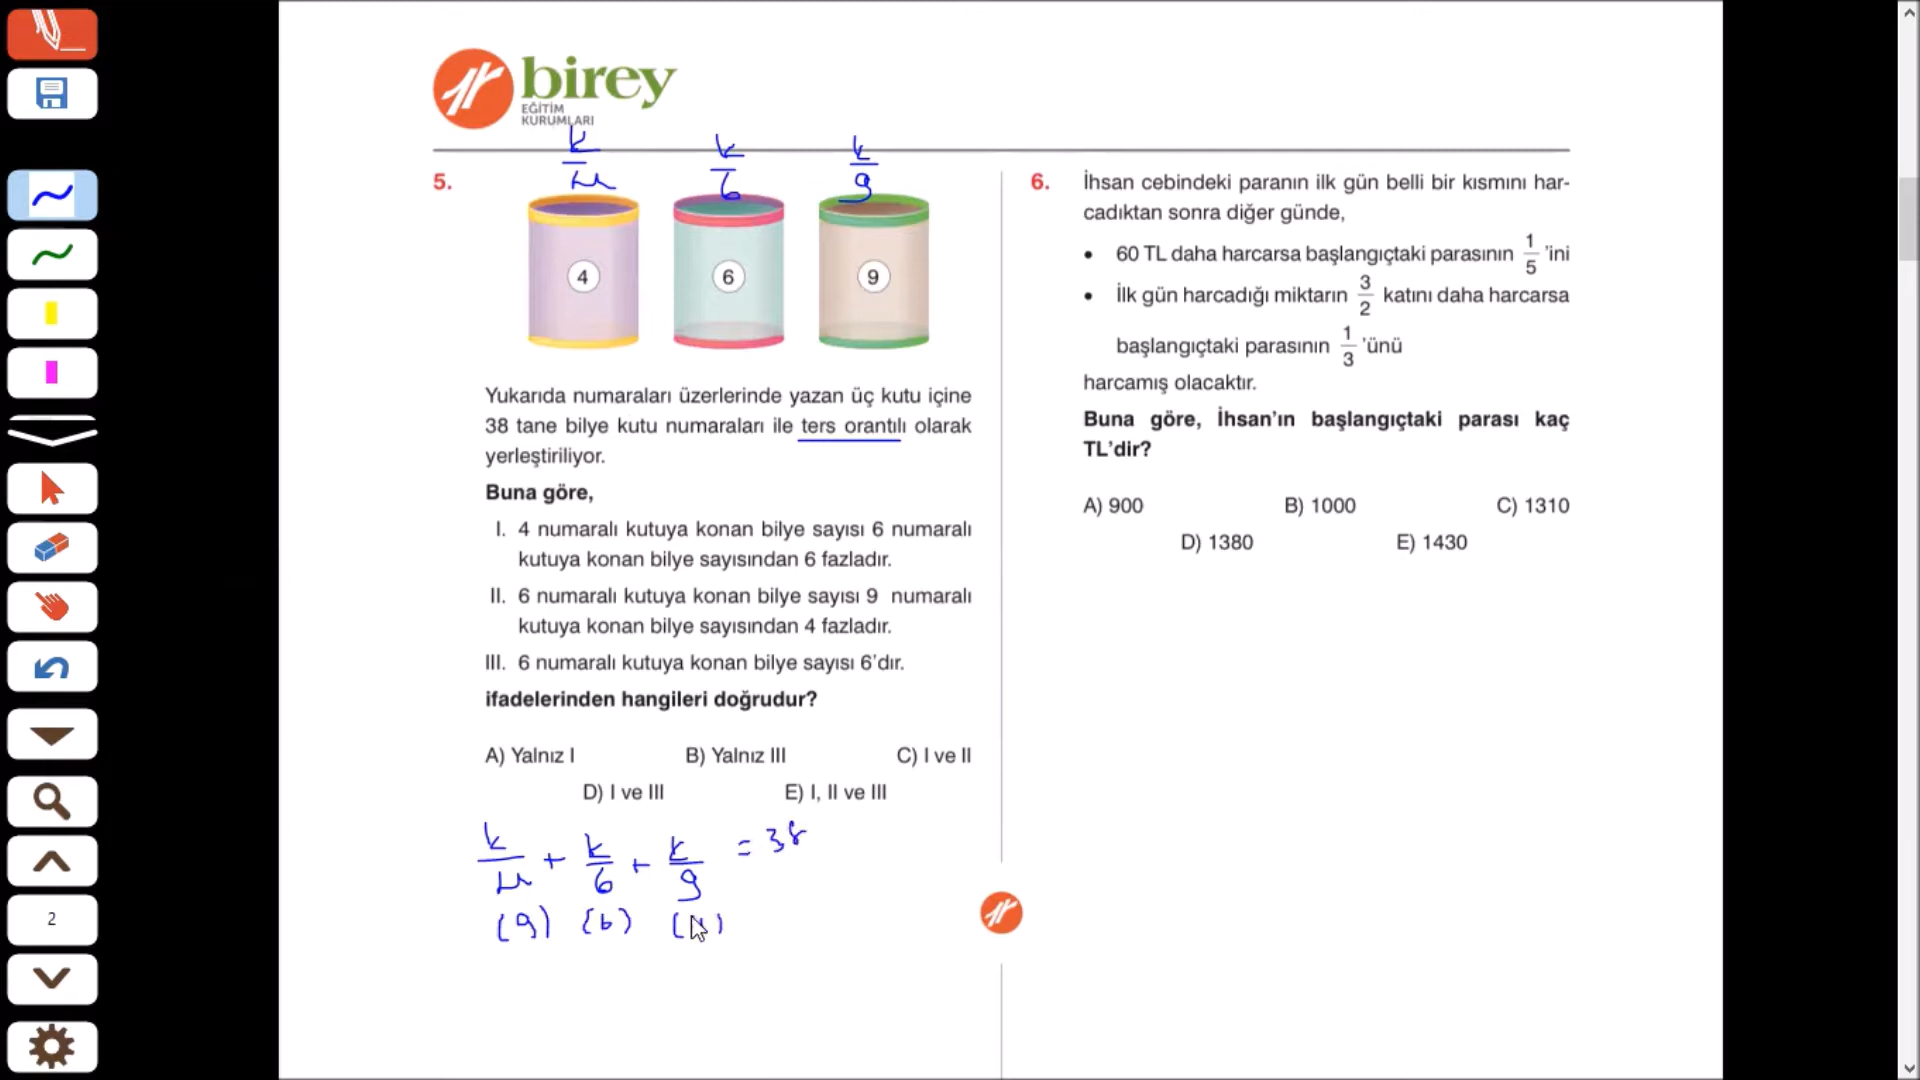 birey
EĞİTİM
KURUMLARI
k/4 k/6 k/9
5.
4 6 9
Yukarıda numaraları üzerlerinde yazan üç kutu içine
38 tane bilye kutu numaraları ile ters orantılı olarak
yerleştiriliyor.
Buna göre,
I. 4 numaralı kutuya konan bilye sayısı 6 numaralı
kutuya konan bilye sayısından 6 fazladır.
II. 6 numaralı kutuya konan bilye sayısı 9 numaralı
kutuya konan bilye sayısından 4 fazladır.
III. 6 numaralı kutuya konan bilye sayısı 6'dır.
ifadelerinden hangileri doğrudur?
A) Yalnız I B) Yalnız III C) I ve II
D) I ve III E) I, II ve III
k/4 + k/6 + k/9 = 38
(9) (6)
6. İhsan cebindeki paranın ilk gün belli bir kısmını har-
cadıktan sonra diğer günde,
• 60 TL daha harcarsa başlangıçtaki parasının 1/5 'ini
• İlk gün harcadığı miktarın 3/2 katını daha harcarsa
başlangıçtaki parasının 1/3 'ünü
harcamış olacaktır.
Buna göre, İhsan'ın başlangıçtaki parası kaç
TL'dir?
A) 900 B) 1000 C) 1310
D) 1380 E) 1430
2